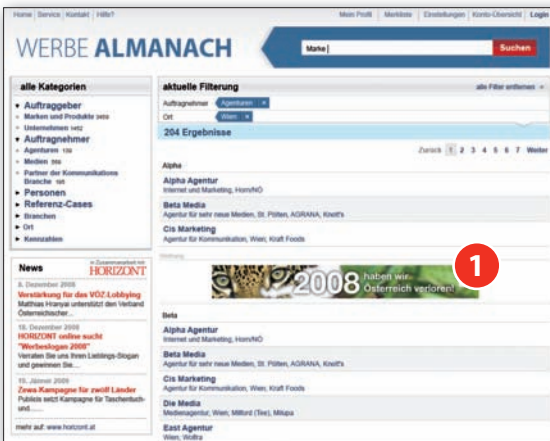 Home | Service | Kontakt | Hilfe?
Mein Profil | Merkliste | Einstellungen | Konto-Übersicht | Login
WERBE ALMANACH
Marke
Suchen
alle Kategorien
Auftraggeber
Marken und Produkte
Unternehmen
Auftragnehmer
Agenturen
Medien
Partner der Kommunikations
Branche
Personen
Referenz-Cases
Branchen
Ort
Kennzahlen
News
in Zusammenarbeit mit
HORIZONT
8. Dezember 2008
Verstärkung für das VÖZ-Lobbying
Matthias Hranyai unterstützt den Verband
Österreichischer...
18. Dezember 2008
HORIZONT online sucht
"Werbeslogan 2008"
Verraten Sie uns Ihren Lieblings-Slogan
und gewinnen Sie....
10. Jänner 2009
Zewa-Kampagne für zwölf Länder
Publicis setzt Kampagne für Taschentuch-
und......
mehr auf: www.horizont.at
aktuelle Filterung
alle Filter entfernen ×
Auftragnehmer
Agenturen ×
Ort
Wien ×
204 Ergebnisse
Zurück 1 2 3 4 5 6 7 Weiter
Alpha
Alpha Agentur
Internet und Marketing, Horn/NÖ
Beta Media
Agentur für sehr neue Medien, St. Pölten, AGRANA, Knott's
Cis Marketing
Agentur für Kommunikation, Wien, Kraft Foods
Werbung
2008 haben wir
Österreich verloren!
1
Beta
Alpha Agentur
Internet und Marketing, Horn/NÖ
Beta Media
Agentur für sehr neue Medien, St. Pölten, AGRANA, Knott's
Cis Marketing
Agentur für Kommunikation, Wien, Kraft Foods
Die Media
Medienagentur, Wien, Milford (Tee), Milupa
East Agentur
Wien, Wolfra